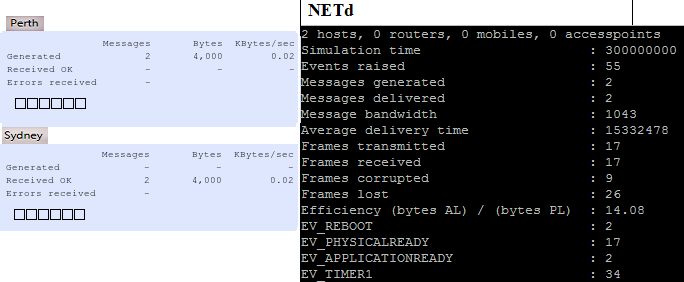 Perth
Messages Bytes KBytes/sec
Generated 2 4,000 0.02
Received OK - - -
Errors received -
Sydney
Messages Bytes KBytes/sec
Generated - - -
Received OK 2 4,000 0.02
Errors received -
NETd
2 hosts, 0 routers, 0 mobiles, 0 accesspoints
Simulation time : 300000000
Events raised : 55
Messages generated : 2
Messages delivered : 2
Message bandwidth : 1043
Average delivery time : 15332478
Frames transmitted : 17
Frames received : 17
Frames corrupted : 9
Frames lost : 26
Efficiency (bytes AL) / (bytes PL) : 14.08
EV_REBOOT : 2
EV_PHYSICALREADY : 17
EV_APPLICATIONREADY : 2
EV_TIMER1 : 34